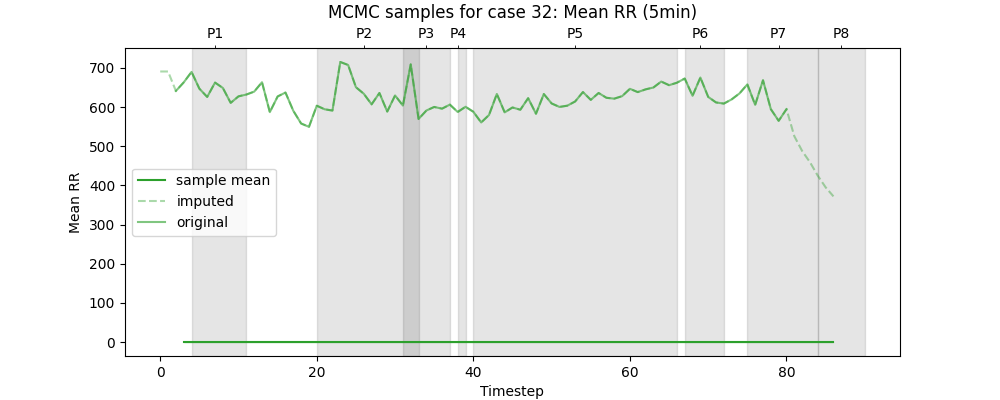 MCMC samples for case 32: Mean RR (5min)
P1 P2 P3 P4 P5 P6 P7 P8
700
600
500
400
300
200
100
0
Mean RR
sample mean
imputed
original
0 20 40 60 80
Timestep